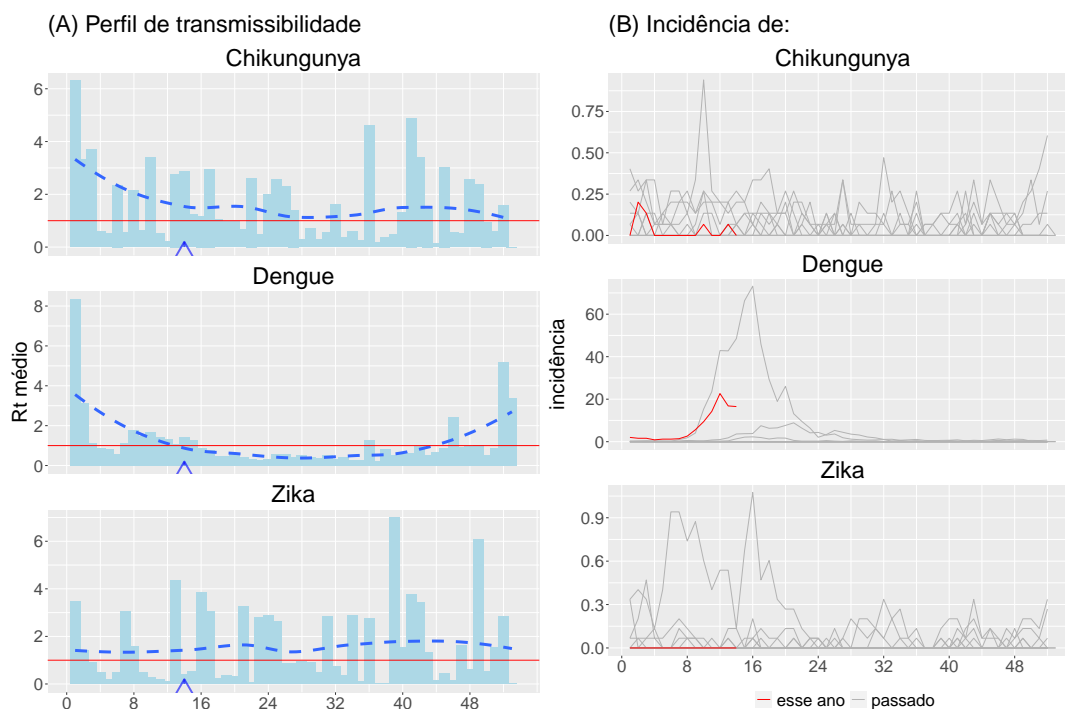 (A) Perfil de transmissibilidade
Chikungunya
6
4
2
0
Dengue
8
6
4
2
0
Zika
6
4
2
0
0 8 16 24 32 40 48
Rt médio
(B) Incidência de:
Chikungunya
0.75
0.50
0.25
0.00
Dengue
60
40
20
0
Zika
0.9
0.6
0.3
0.0
0 8 16 24 32 40 48
incidência
esse ano passado